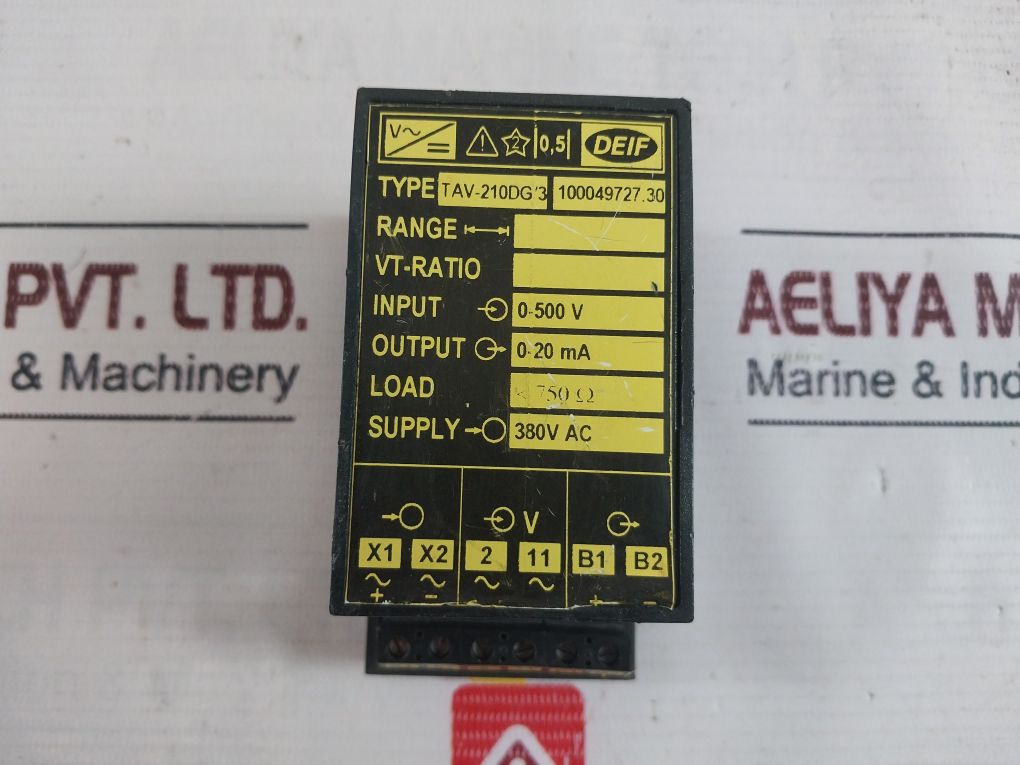 V~ 2 0,5 DEIF
TYPE TAV-210DG/3 100049727.30
RANGE
VT-RATIO
INPUT 0-500 V
OUTPUT 0-20 mA
LOAD < 750 Ω
SUPPLY 380V AC
V
X1 X2 2 11 B1 B2
~ ~ ~ ~
+ − + −
PVT. LTD.
& Machinery
AELIYA M
Marine & Ind